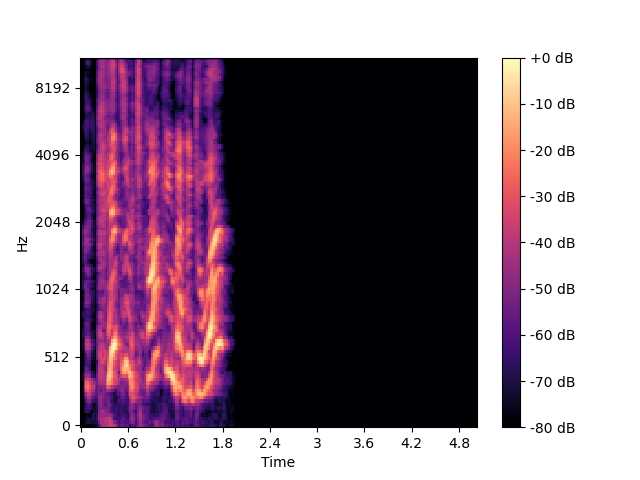 +0 dB
8192
-10 dB
4096
-20 dB
-30 dB
2048
-40 dB
Hz
1024
-50 dB
512
-60 dB
-70 dB
0
-80 dB
0 0.6 1.2 1.8 2.4 3 3.6 4.2 4.8
Time